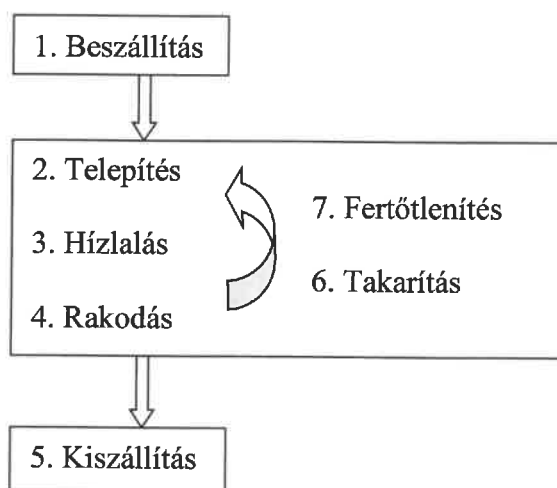 1. Beszállítás
2. Telepítés
3. Hízlalás
4. Rakodás
7. Fertőtlenítés
6. Takarítás
5. Kiszállítás